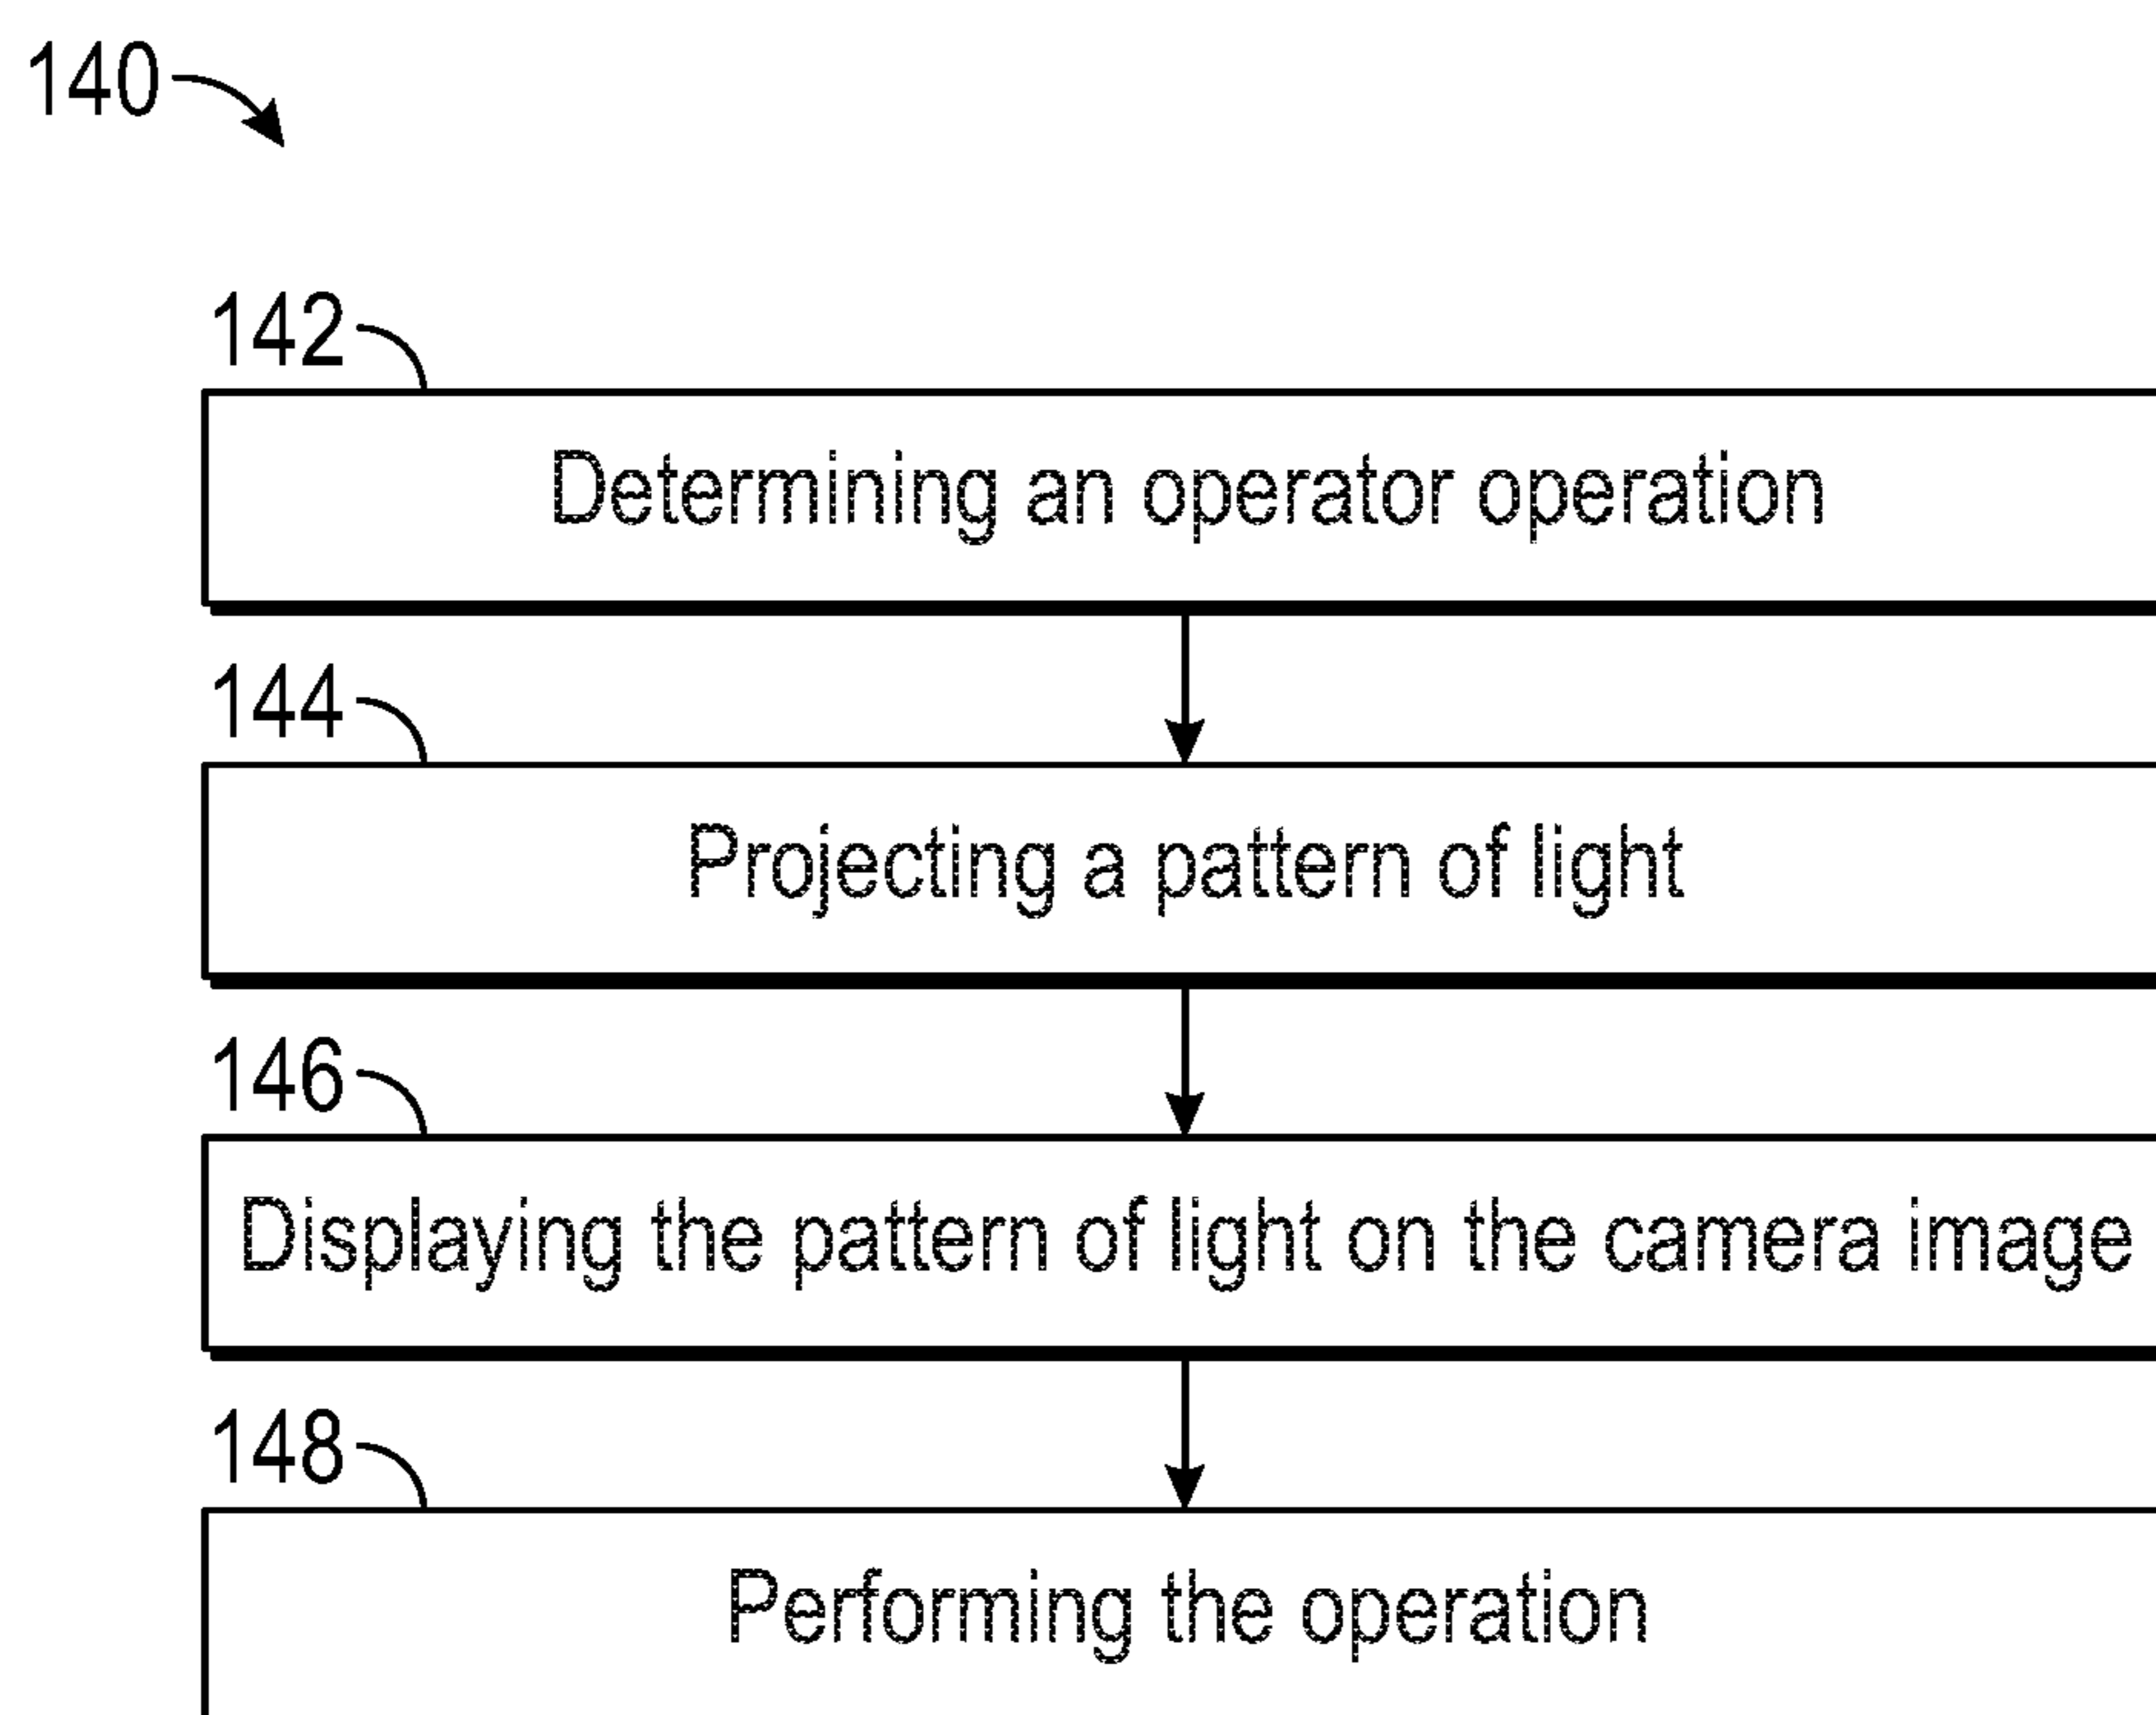 140
142
Determining an operator operation
144
Projecting a pattern of light
146
Displaying the pattern of light on the camera image
148
Performing the operation